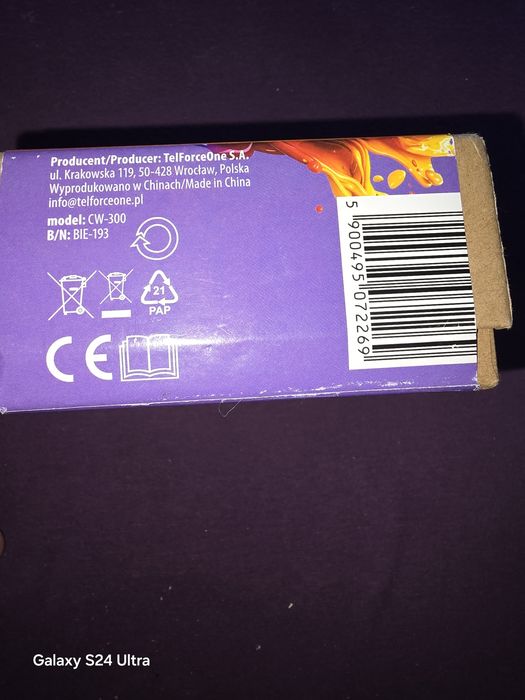 Producent/Producer: TelForceOne S.A.
ul. Krakowska 119, 50-428 Wrocław, Polska
Wyprodukowano w Chinach/Made in China
info@telforceone.pl
model: CW-300
B/N: BIE-193
21
PAP
CE
5 900495 072269
Galaxy S24 Ultra